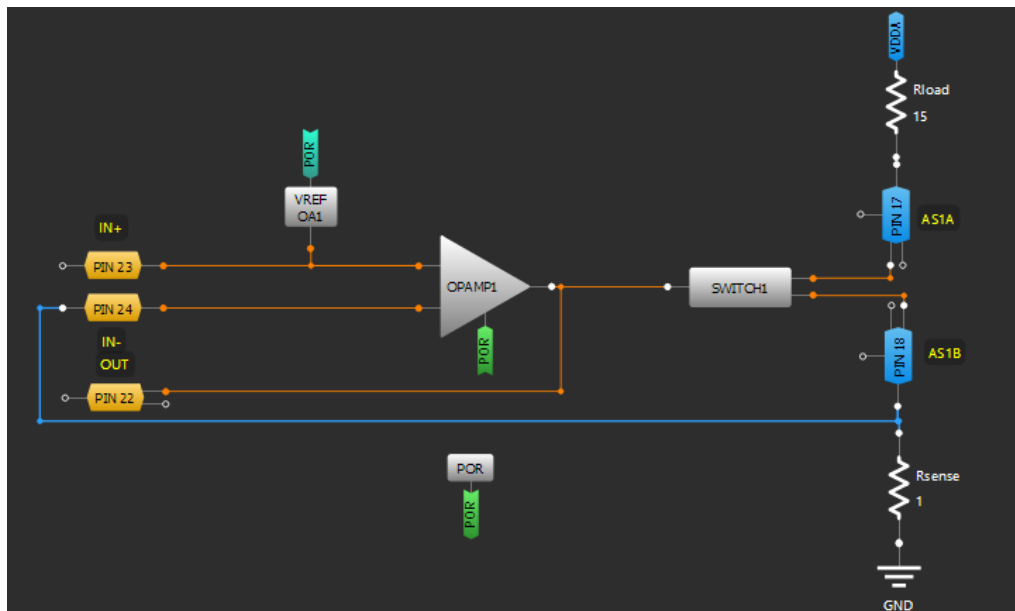 VDDA
Rload
15
POR
VREF
OA1
IN+
PIN 17
AS1A
PIN 23
OPAMP1
SWITCH1
PIN 24
IN-
OUT
POR
PIN 18
AS1B
PIN 22
POR
POR
Rsense
1
GND